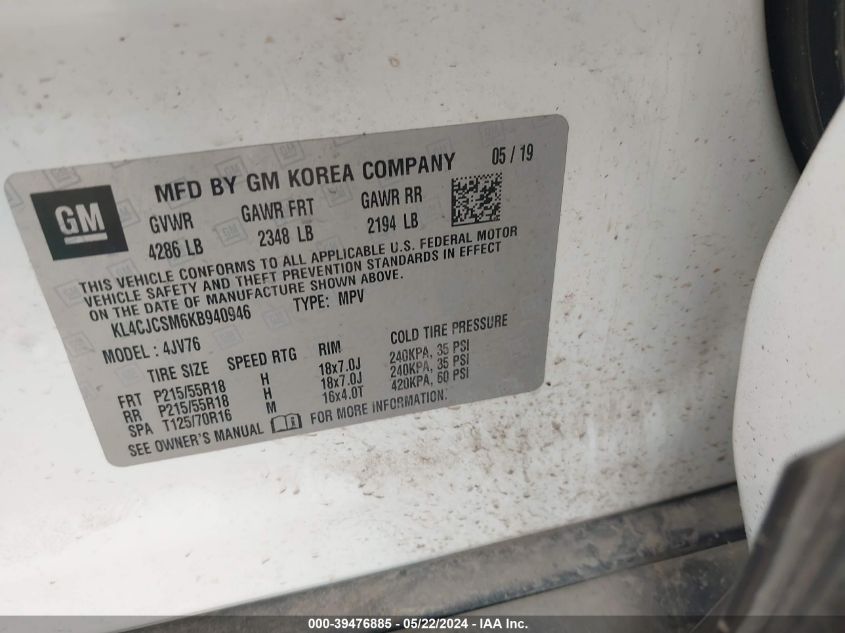 GM
MFD BY GM KOREA COMPANY 05 / 19
GVWR GAWR FRT GAWR RR
4286 LB 2348 LB 2194 LB
THIS VEHICLE CONFORMS TO ALL APPLICABLE U.S. FEDERAL MOTOR
VEHICLE SAFETY AND THEFT PREVENTION STANDARDS IN EFFECT
ON THE DATE OF MANUFACTURE SHOWN ABOVE.
KL4CJCSM6KB940946 TYPE: MPV
MODEL: 4JV76
TIRE SIZE SPEED RTG RIM COLD TIRE PRESSURE
FRT P215/55R18 H 18x7.0J 240KPA, 35 PSI
RR P215/55R18 H 18x7.0J 240KPA, 35 PSI
SPA T125/70R16 M 16x4.0T 420KPA, 60 PSI
SEE OWNER'S MANUAL FOR MORE INFORMATION.
000-39476885 - 05/22/2024 - IAA, Inc.